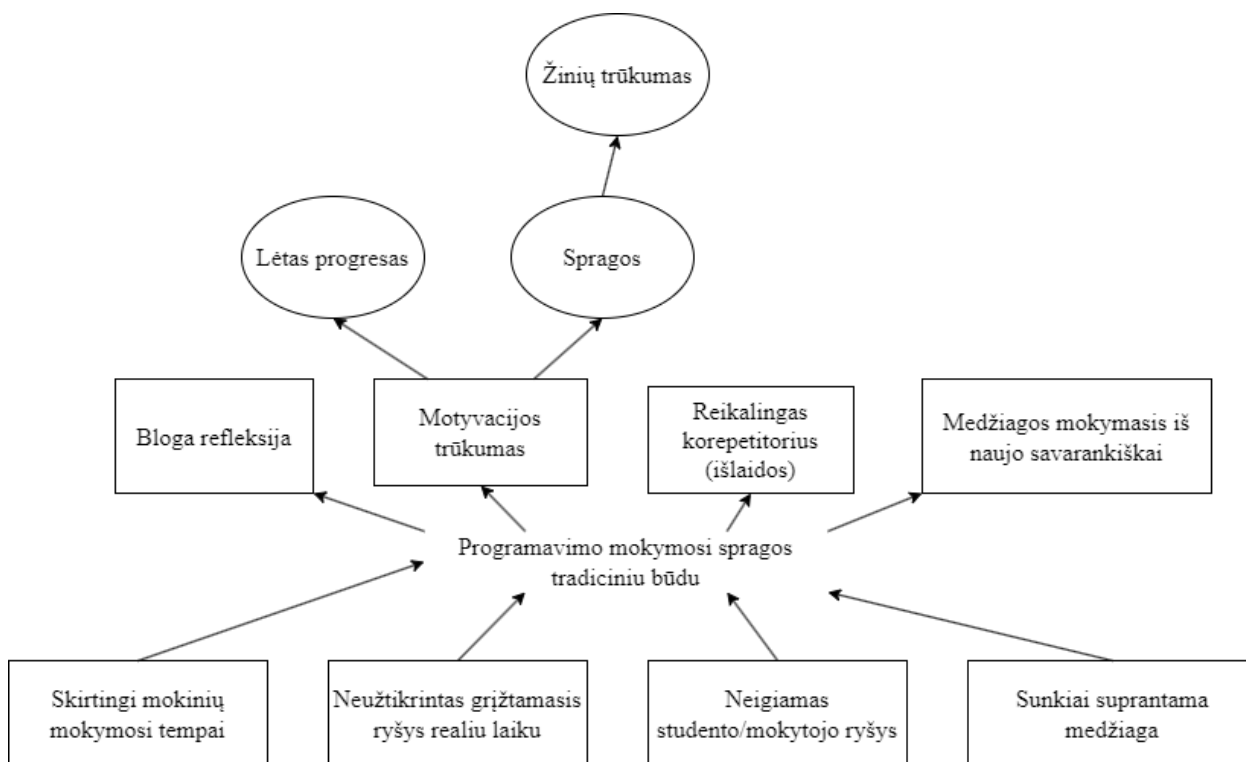 Žinių trūkumas
Lėtas progresas
Spragos
Bloga refleksija
Motyvacijos
trūkumas
Reikalingas
korepetitorius
(išlaidos)
Medžiagos mokymasis iš
naujo savarankiškai
Programavimo mokymosi spragos
tradiciniu būdu
Skirtingi mokinių
mokymosi tempai
Neužtikrintas grįžtamasis
ryšys realiu laiku
Neigiamas
studento/mokytojo ryšys
Sunkiai suprantama
medžiaga